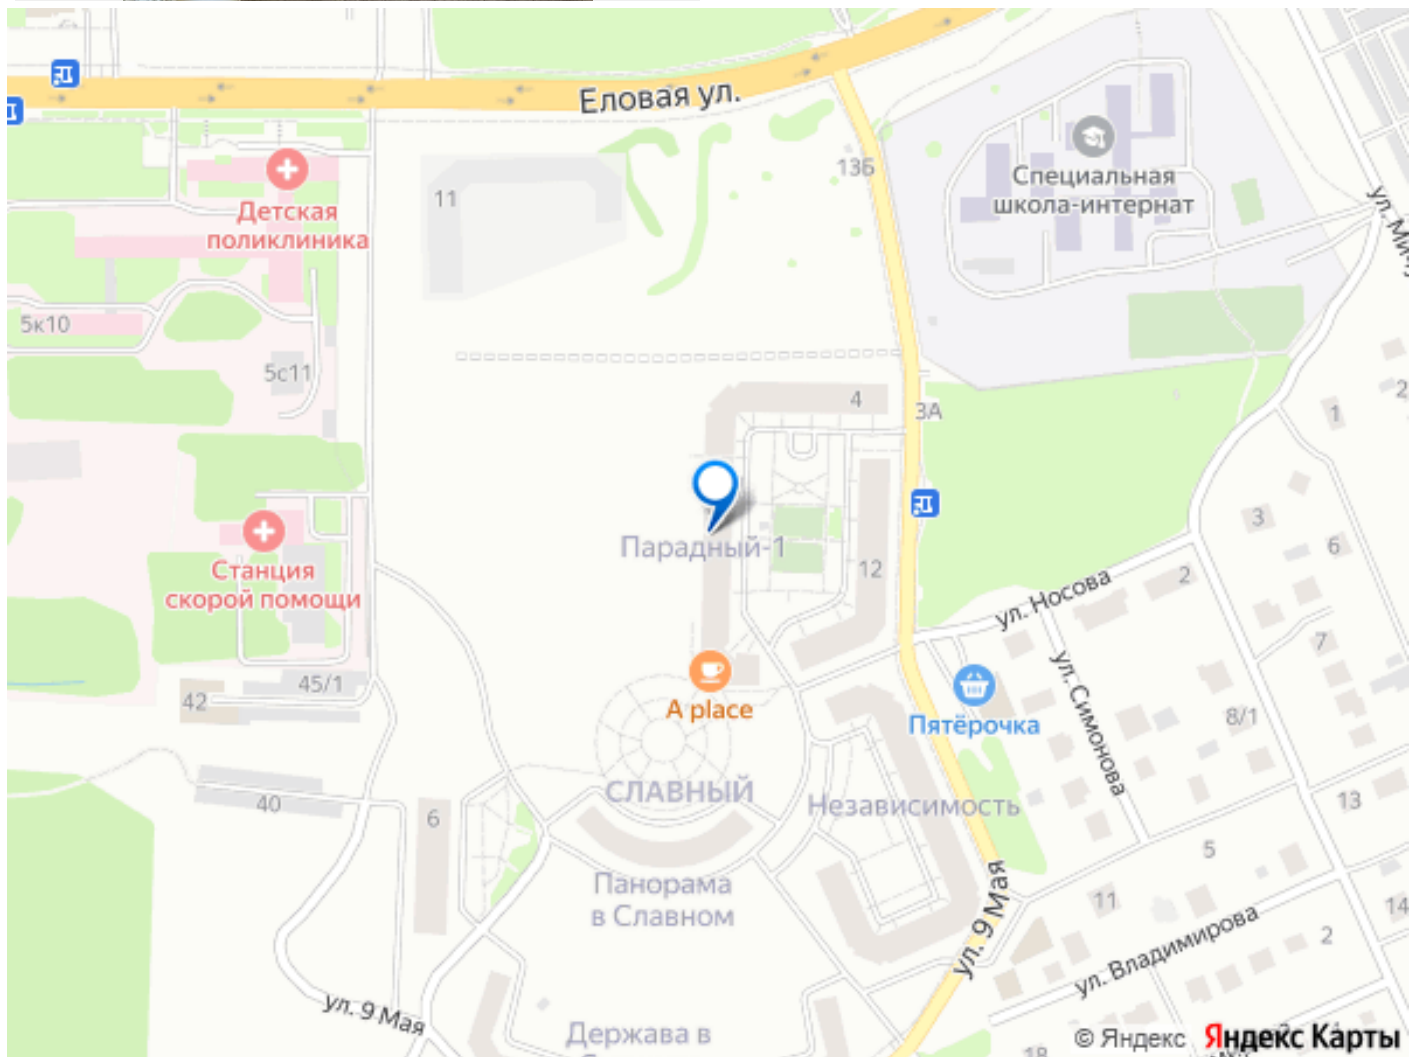 Еловая ул.
13Б
11
Специальная
школа-интернат
Детская
поликлиника
5к10
5с11
4
3А
1
2
Парадный-1
3
6
12
2
ул. Носова
Станция
скорой помощи
7
ул. Симонова
45/1
42
A place
Пятёрочка
8/1
СЛАВНЫЙ
Независимость
40
6
13
5
Панорама
в Славном
11
14
ул. 9 Мая
ул. Владимирова
2
ул. 9 Мая
Держава в
18
© Яндекс Яндекс Карты